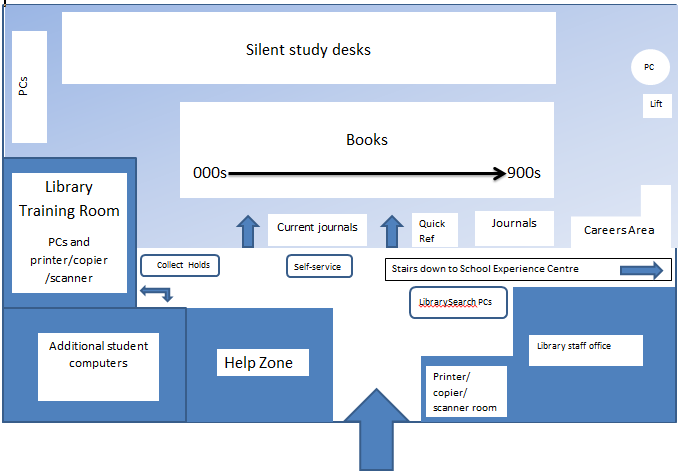 Silent study desks
PCs
PC
Lift
Books
000s
900s
Library
Training Room
PCs and
printer/copier
/scanner
Current journals
Quick
Ref
Journals
Careers Area
Collect Holds
Self-service
Stairs down to School Experience Centre
LibrarySearch PCs
Additional student
computers
Help Zone
Library staff office
Printer/
copier/
scanner room